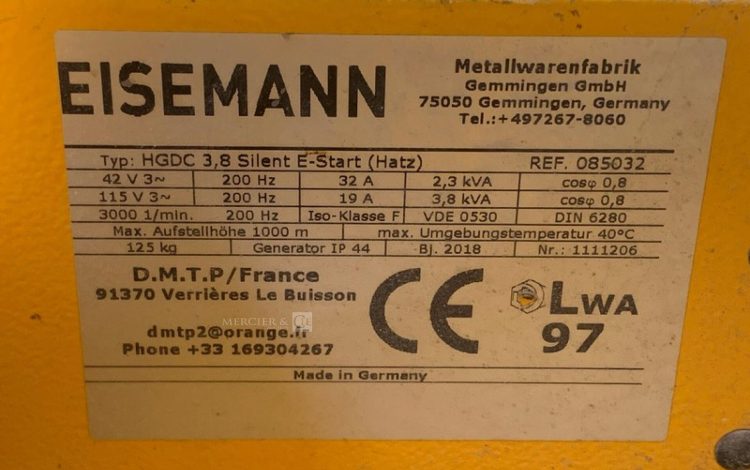 EISEMANN
Metallwarenfabrik
Gemmingen GmbH
75050 Gemmingen, Germany
Tel.:+497267-8060
Typ: HGDC 3,8 Silent E-Start (Hatz) REF. 085032
42 V 3~ 200 Hz 32 A 2,3 kVA cosφ 0,8
115 V 3~ 200 Hz 19 A 3,8 kVA cosφ 0,8
3000 1/min. 200 Hz Iso-Klasse F VDE 0530 DIN 6280
Max. Aufstellhöhe 1000 m max. Umgebungstemperatur 40°C
125 kg Generator IP 44 Bj. 2018 Nr.: 1111206
D.M.T.P/France
91370 Verrières Le Buisson
MERCIER & Cie
dmtp2@orange.fr
Phone +33 169304267
CE
LWA
97
Made in Germany